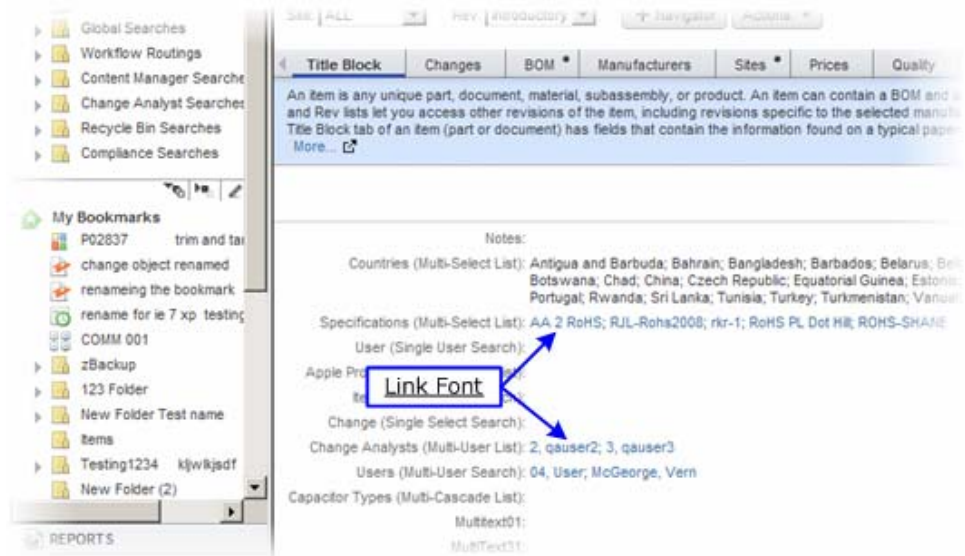 Global Searches
Workflow Routings
Content Manager Searche
Change Analyst Searches
Recycle Bin Searches
Compliance Searches
My Bookmarks
P02837 trim and tar
change object renamed
renameing the bookmark
rename for ie 7 xp testing
COMM 001
zBackup
123 Folder
New Folder Test name
Items
Testing1234 kljwlkjsdf
New Folder (2)
REPORTS
Site: ALL Rev: Introductory Navigator Actions
Title Block Changes BOM Manufacturers Sites Prices Quality
An item is any unique part, document, material, subassembly, or product. An item can contain a BOM and
and Rev lists let you access other revisions of the item, including revisions specific to the selected
Title Block tab of an item (part or document) has fields that contain the information found on a typical paper
More...
Notes:
Countries (Multi-Select List): Antigua and Barbuda; Bahrain; Bangladesh; Barbados; Belarus;
Botswana; Chad; China; Czech Republic; Equatorial Guinea; Estonia
Portugal; Rwanda; Sri Lanka; Tunisia; Turkey; Turkmenistan;
Specifications (Multi-Select List): AA 2 RoHS; RJL-Rohs2008; rkr-1; RoHS PL Dot Hill; ROHS-SHANE
User (Single User Search):
Apple
Link Font
Change (Single Select Search):
Change Analysts (Multi-User List): 2, qauser2; 3, qauser3
Users (Multi-User Search): 04, User; McGeorge, Vern
Capacitor Types (Multi-Cascade List):
Multitext01:
MultiText31: